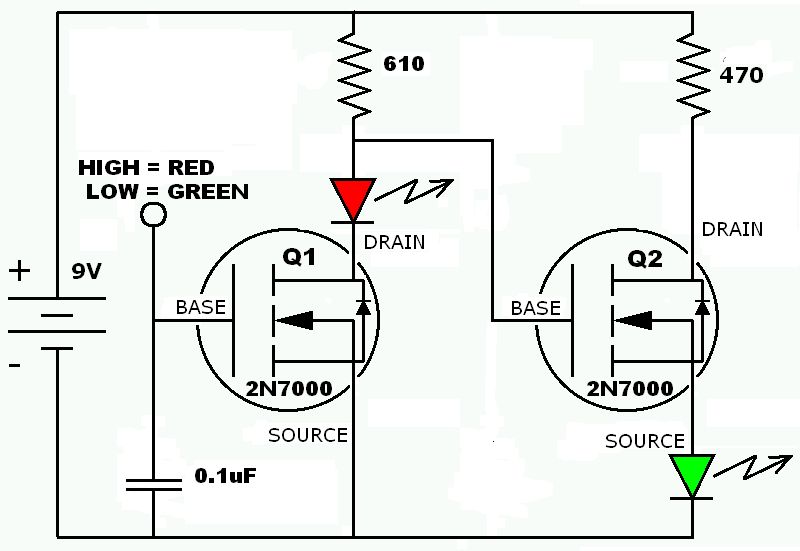 610
470
HIGH = RED
LOW = GREEN
DRAIN
DRAIN
Q1
Q2
+
9V
BASE
BASE
-
2N7000
2N7000
SOURCE
SOURCE
0.1uF